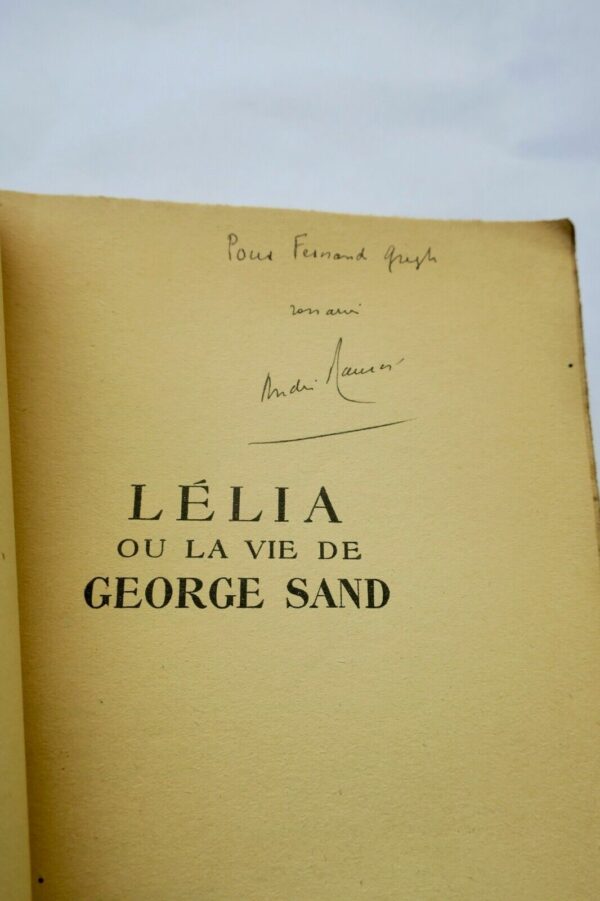 Pour Fernand Gregh
son ami
André Maurois
LÉLIA
OU LA VIE DE
GEORGE SAND